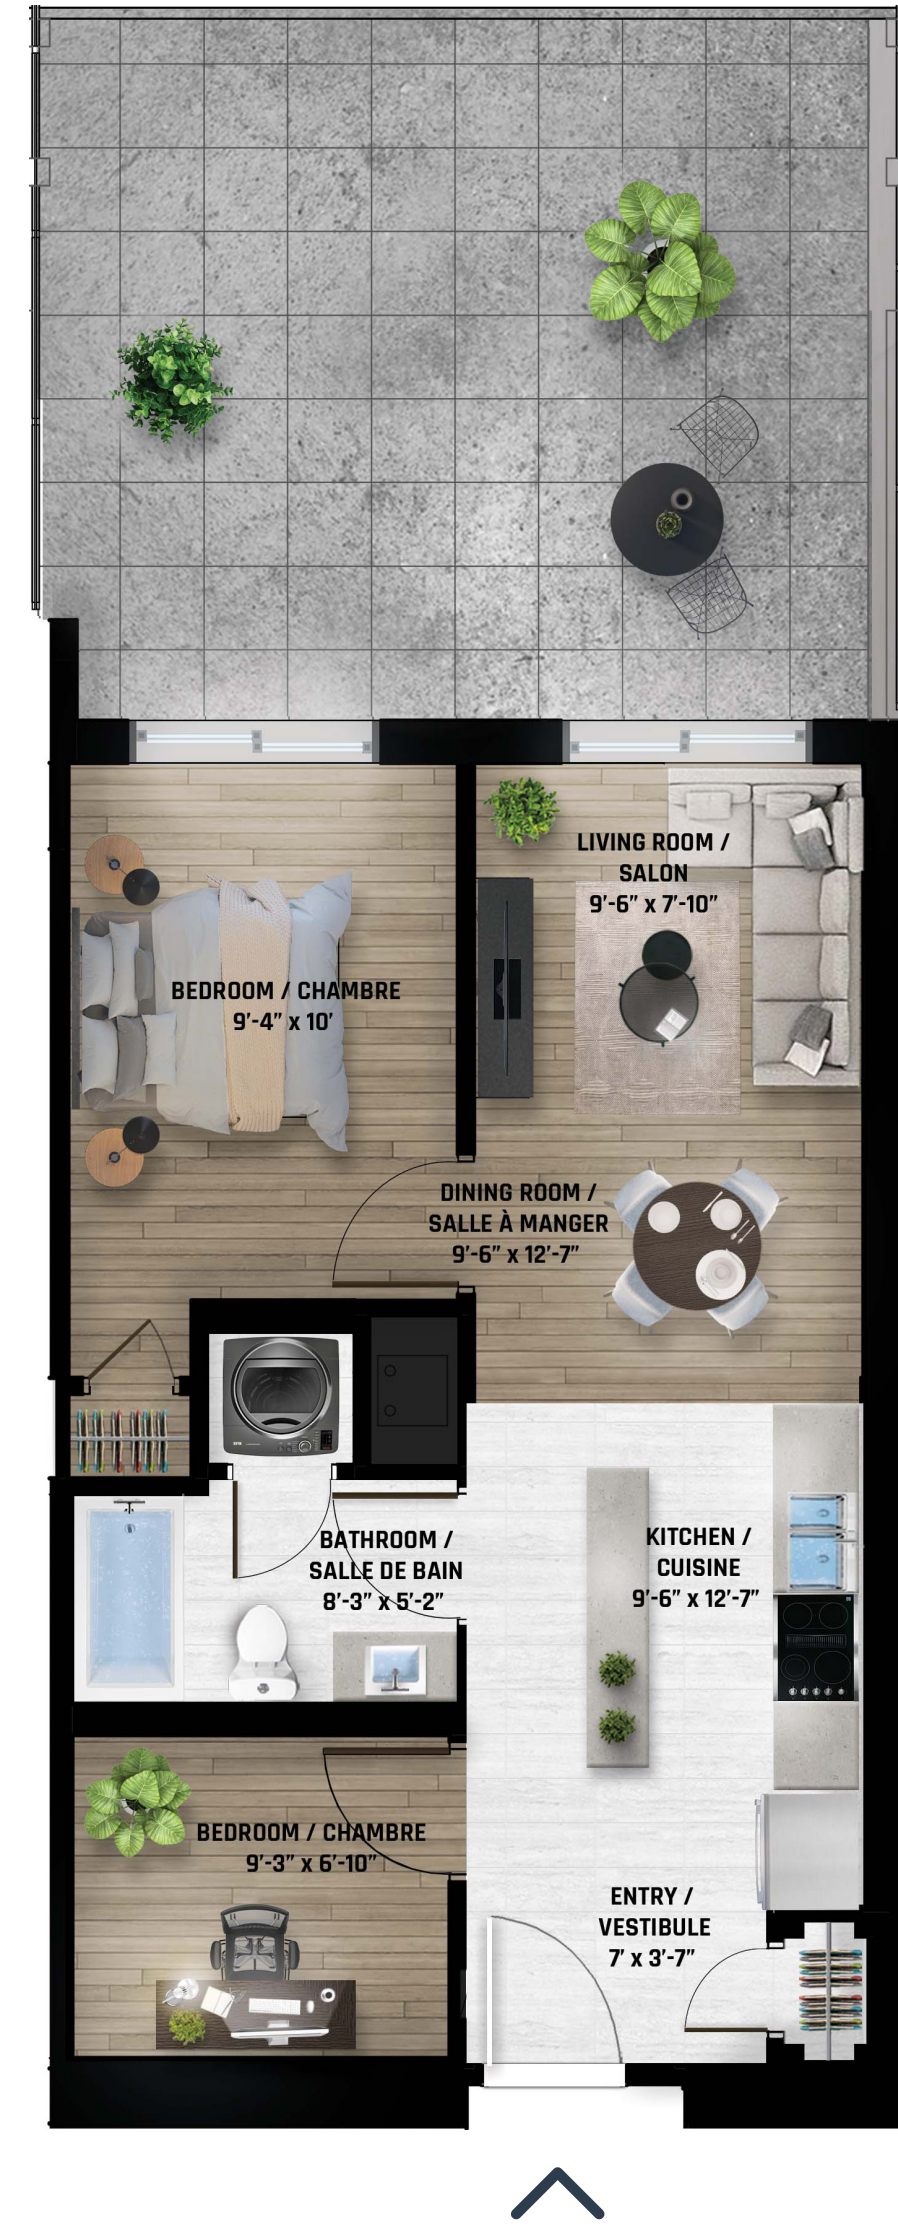 LIVING ROOM /
SALON
9'-6” x 7'-10”
BEDROOM / CHAMBRE
9'-4” x 10'
DINING ROOM /
SALLE À MANGER
9'-6” x 12'-7”
BATHROOM /
SALLE DE BAIN
8'-3” x 5'-2”
KITCHEN /
CUISINE
9'-6” x 12'-7”
BEDROOM / CHAMBRE
9'-3” x 6'-10”
ENTRY /
VESTIBULE
7' x 3'-7”